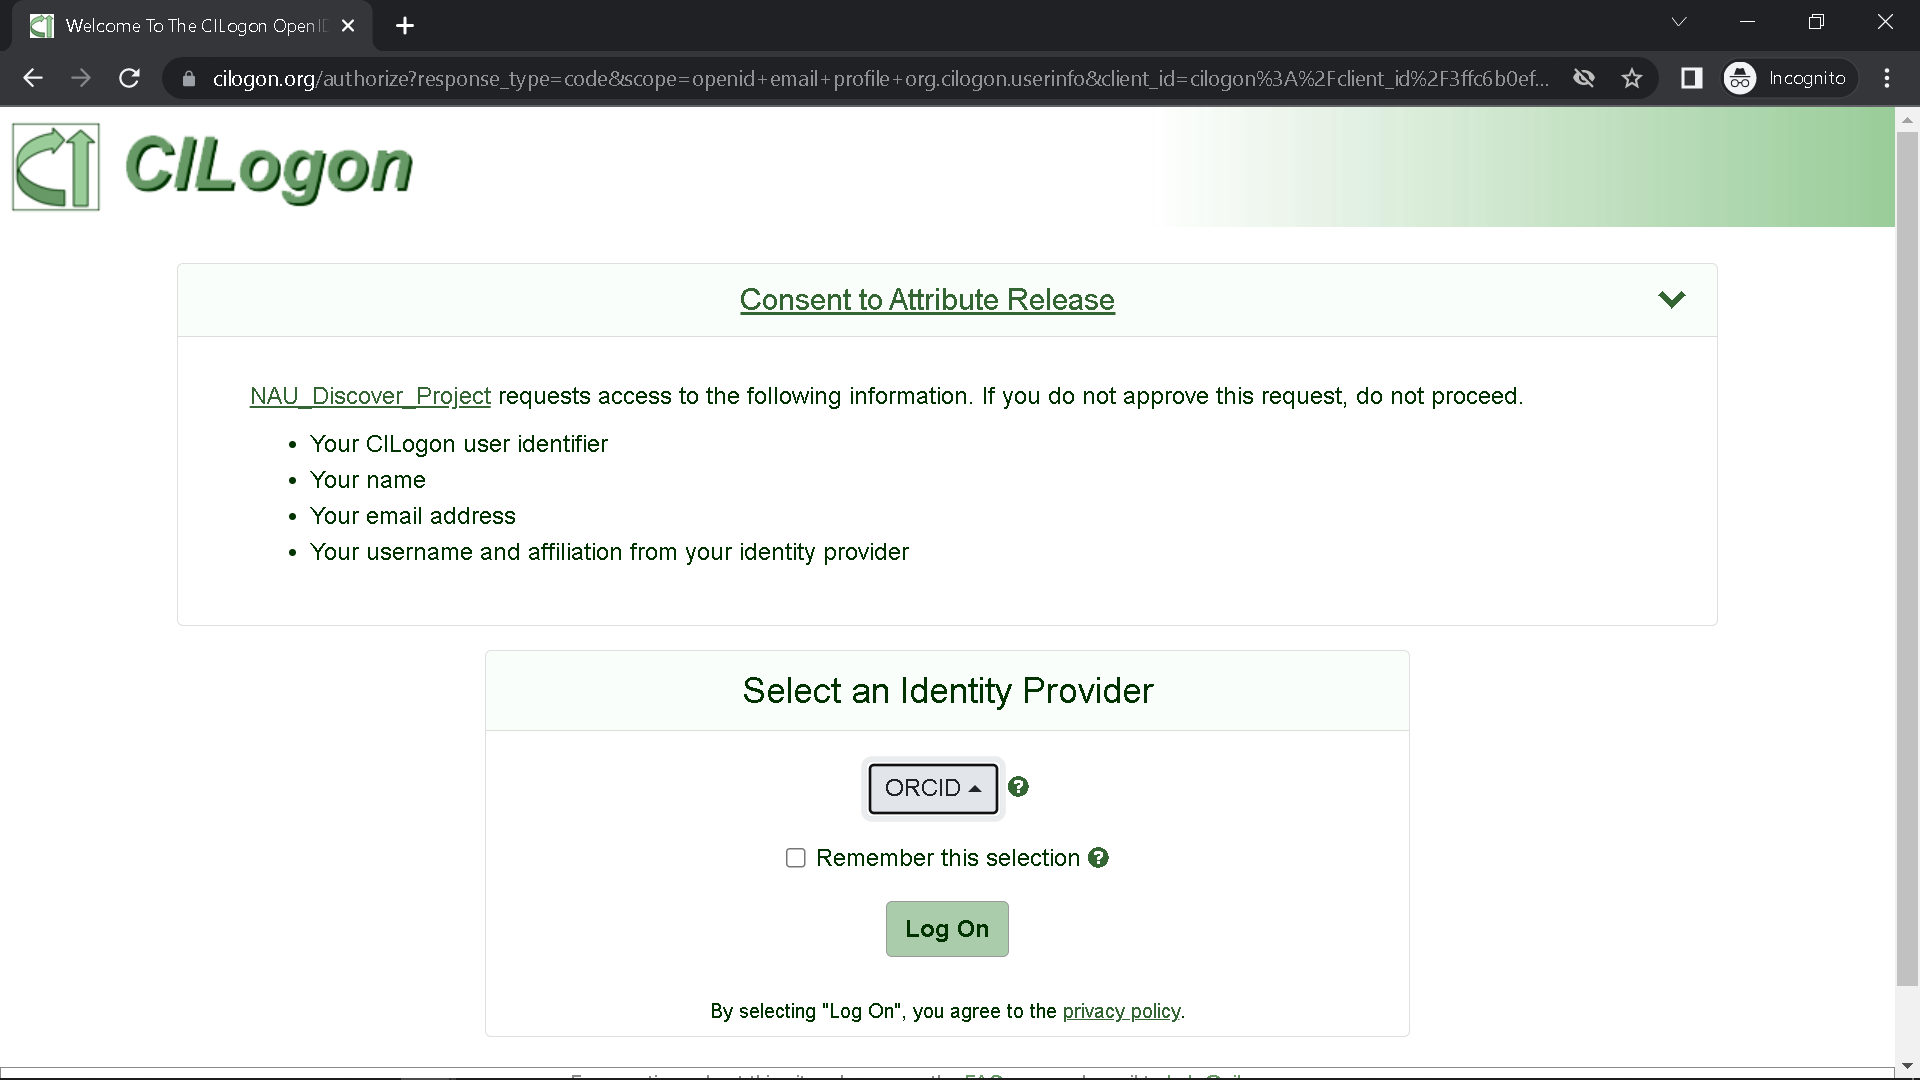 Welcome To The CILogon OpenID
cilogon.org/authorize?response_type=code&scope=openid+email+profile+org.cilogon.userinfo&client_id=cilogon%3A%2Fclient_id%2F3ffc6b0ef...
Incognito
CILogon
Consent to Attribute Release
NAU_Discover_Project requests access to the following information. If you do not approve this request, do not proceed.
• Your CILogon user identifier
• Your name
• Your email address
• Your username and affiliation from your identity provider
Select an Identity Provider
ORCID
Remember this selection
Log On
By selecting "Log On", you agree to the privacy policy.